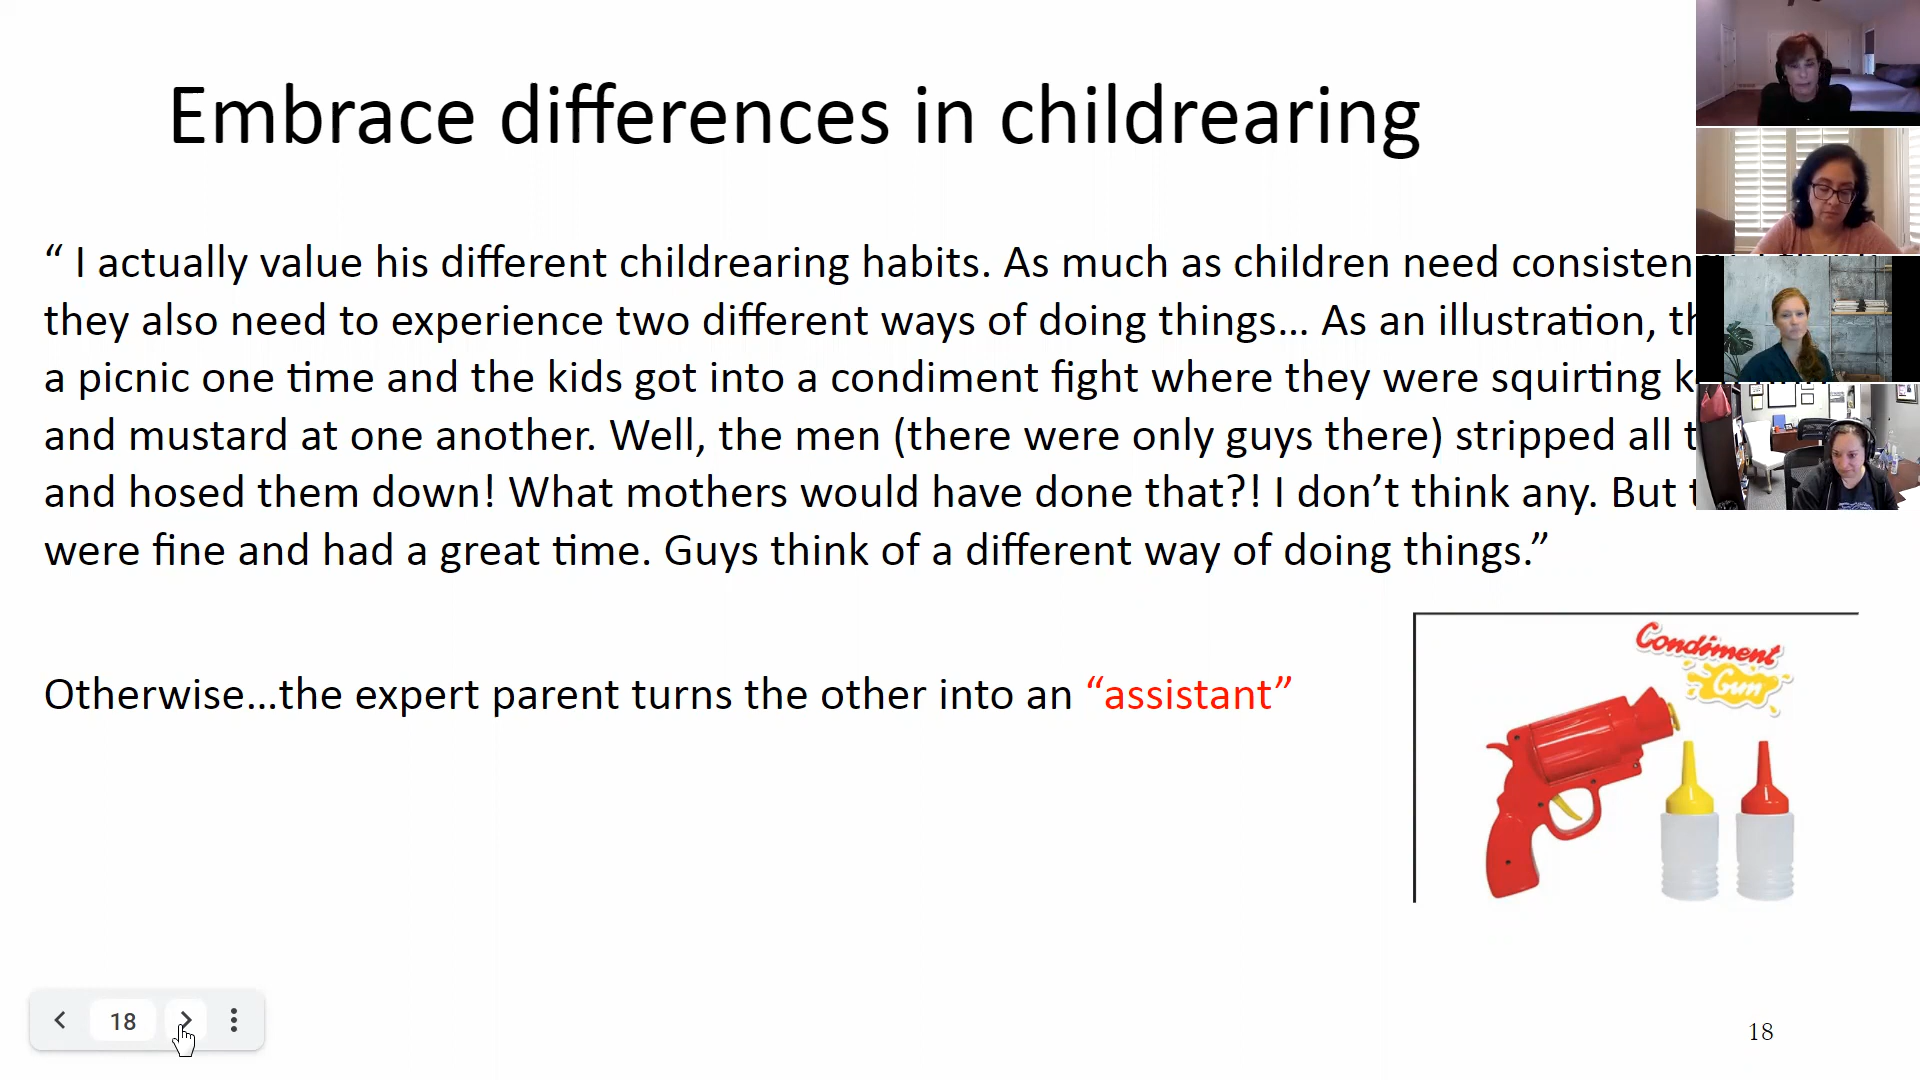 Embrace differences in childrearing
“ I actually value his different childrearing habits. As much as children need
they also need to experience two different ways of doing things… As an illustration,
a picnic one time and the kids got into a condiment fight where they were squirting
and mustard at one another. Well, the men (there were only guys there) stripped all
and hosed them down! What mothers would have done that?! I don’t think any. But
were fine and had a great time. Guys think of a different way of doing things.”
Otherwise…the expert parent turns the other into an “assistant”
Condiment
Gun
18
18